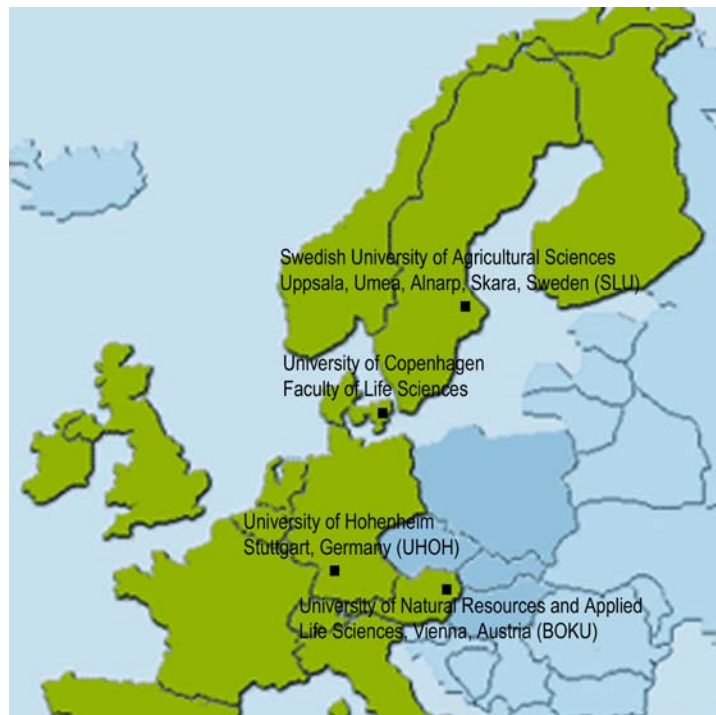 Swedish University of Agricultural Sciences
Uppsala, Umea, Alnarp, Skara, Sweden (SLU)
University of Copenhagen
Faculty of Life Sciences
University of Hohenheim
Stuttgart, Germany (UHOH)
University of Natural Resources and Applied
Life Sciences, Vienna, Austria (BOKU)